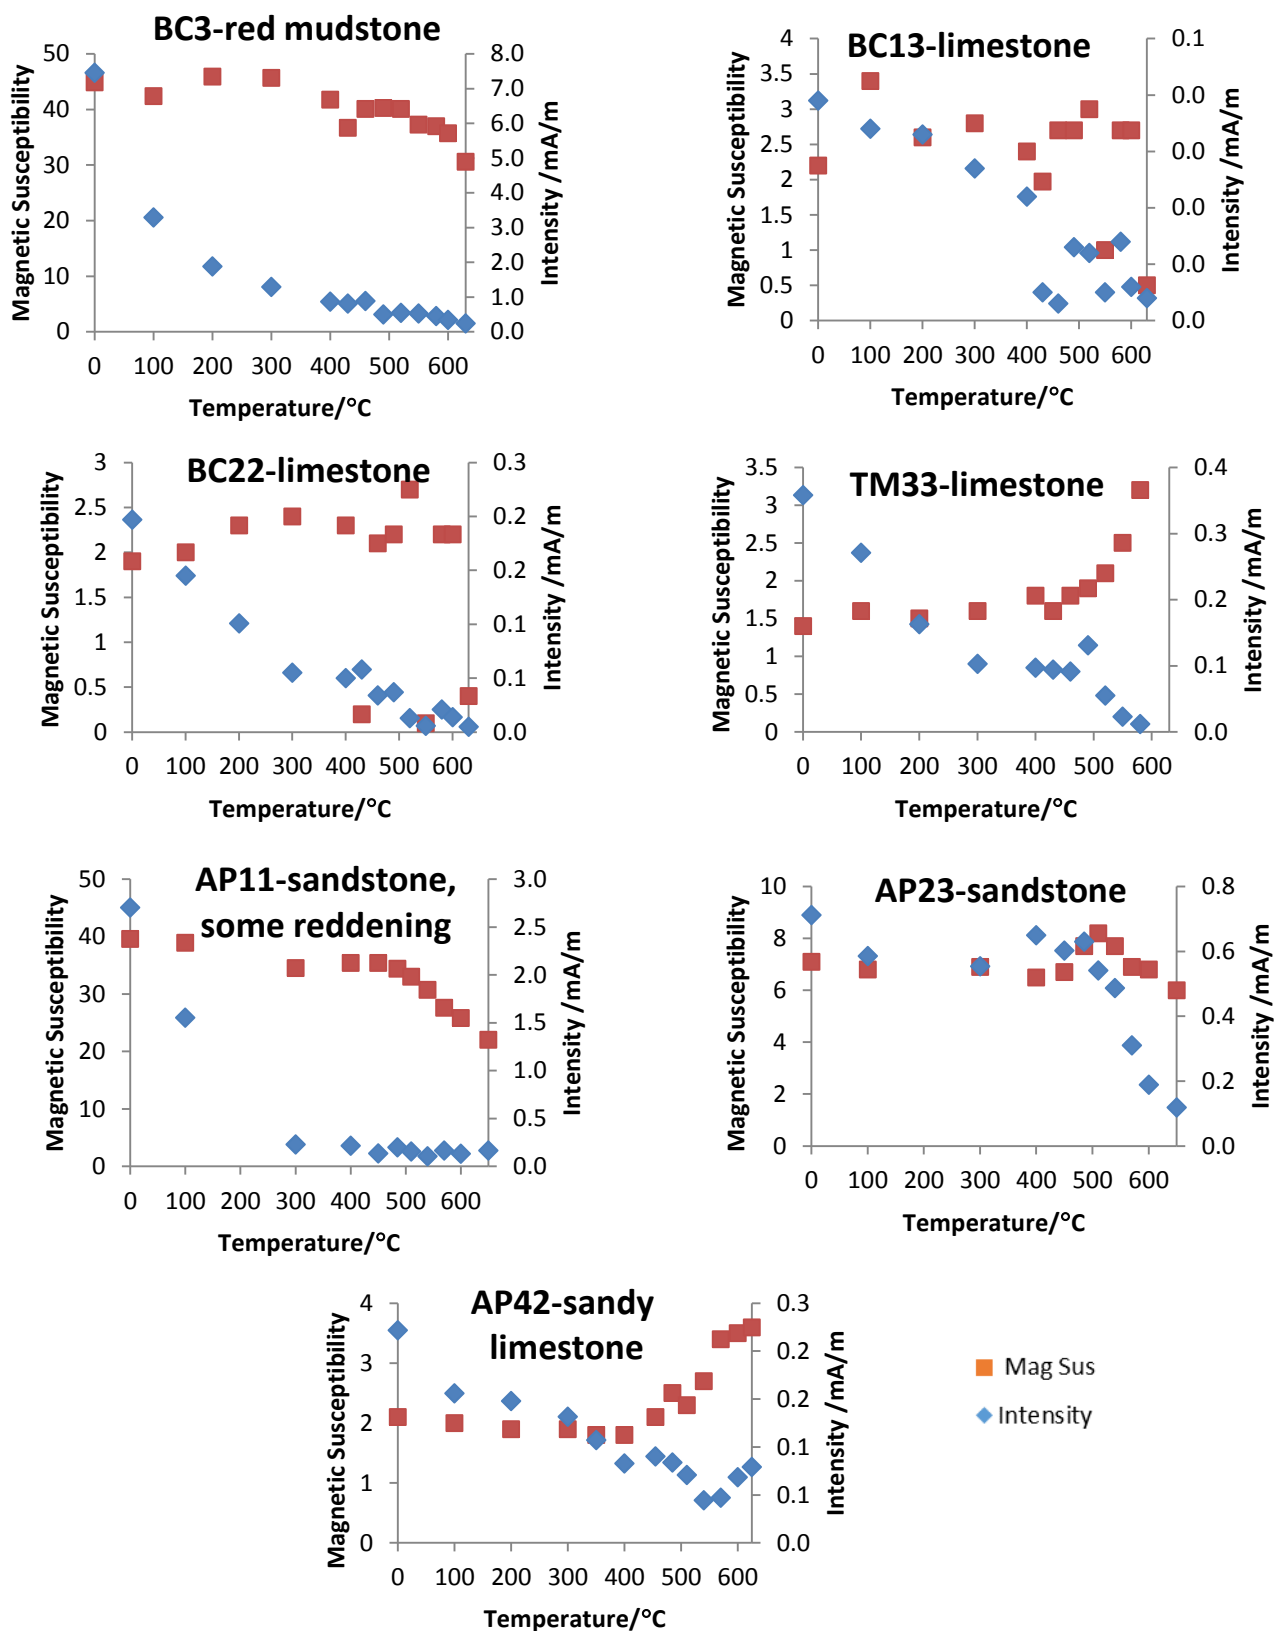 BC3-red mudstone
50
40
30
20
10
0
8.0
7.0
6.0
5.0
4.0
3.0
2.0
1.0
0.0
Magnetic Susceptibility
Intensity /mA/m
0 100 200 300 400 500 600
Temperature/°C
BC13-limestone
4
3.5
3
2.5
2
1.5
1
0.5
0
0.1
0.0
0.0
0.0
0.0
0.0
Magnetic Susceptibility
Intensity /mA/m
0 100 200 300 400 500 600
Temperature/°C
BC22-limestone
3
2.5
2
1.5
1
0.5
0
0.3
0.2
0.2
0.1
0.1
0.0
Magnetic Susceptibility
Intensity /mA/m
0 100 200 300 400 500 600
Temperature/°C
TM33-limestone
3.5
3
2.5
2
1.5
1
0.5
0
0.4
0.3
0.2
0.1
0.0
Magnetic Susceptibility
Intensity /mA/m
0 100 200 300 400 500 600
Temperature/°C
AP11-sandstone,
some reddening
50
40
30
20
10
0
3.0
2.5
2.0
1.5
1.0
0.5
0.0
Magnetic Susceptibility
Intensity /mA/m
0 100 200 300 400 500 600
Temperature/°C
AP23-sandstone
10
8
6
4
2
0
0.8
0.6
0.4
0.2
0.0
Magnetic Susceptibility
Intensity /mA/m
0 100 200 300 400 500 600
Temperature/°C
AP42-sandy
limestone
4
3
2
1
0
0.3
0.2
0.2
0.1
0.1
0.0
Magnetic Susceptibility
Intensity /mA/m
0 100 200 300 400 500 600
Temperature/°C
Mag Sus
Intensity